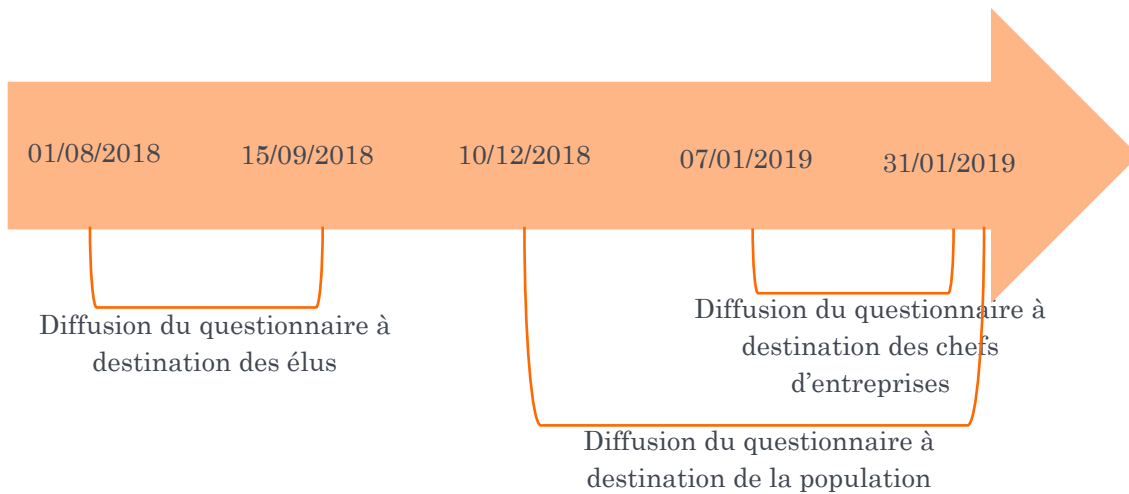 01/08/2018
15/09/2018
10/12/2018
07/01/2019
31/01/2019
Diffusion du questionnaire à
destination des élus
Diffusion du questionnaire à
destination des chefs
d’entreprises
Diffusion du questionnaire à
destination de la population